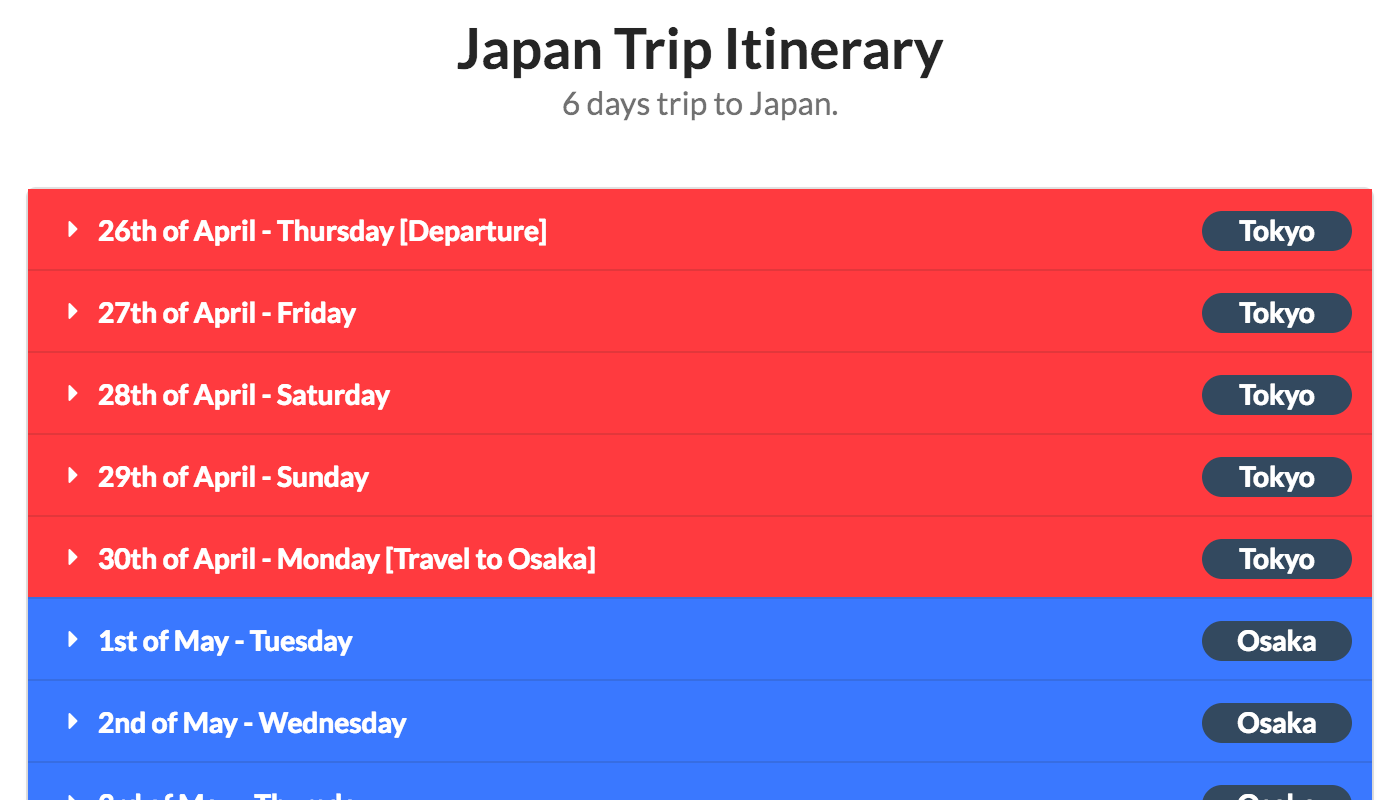 Japan Trip Itinerary
6 days trip to Japan.
26th of April - Thursday [Departure] Tokyo
27th of April - Friday Tokyo
28th of April - Saturday Tokyo
29th of April - Sunday Tokyo
30th of April - Monday [Travel to Osaka] Tokyo
1st of May - Tuesday Osaka
2nd of May - Wednesday Osaka